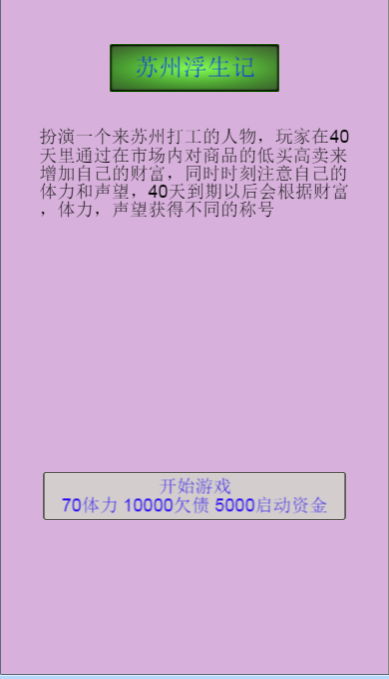 苏州浮生记
扮演一个来苏州打工的人物，玩家在40
天里通过在市场内对商品的低买高卖来
增加自己的财富，同时时刻注意自己的
体力和声望，40天到期以后会根据财富
，体力，声望获得不同的称号
开始游戏
70体力 10000欠债 5000启动资金